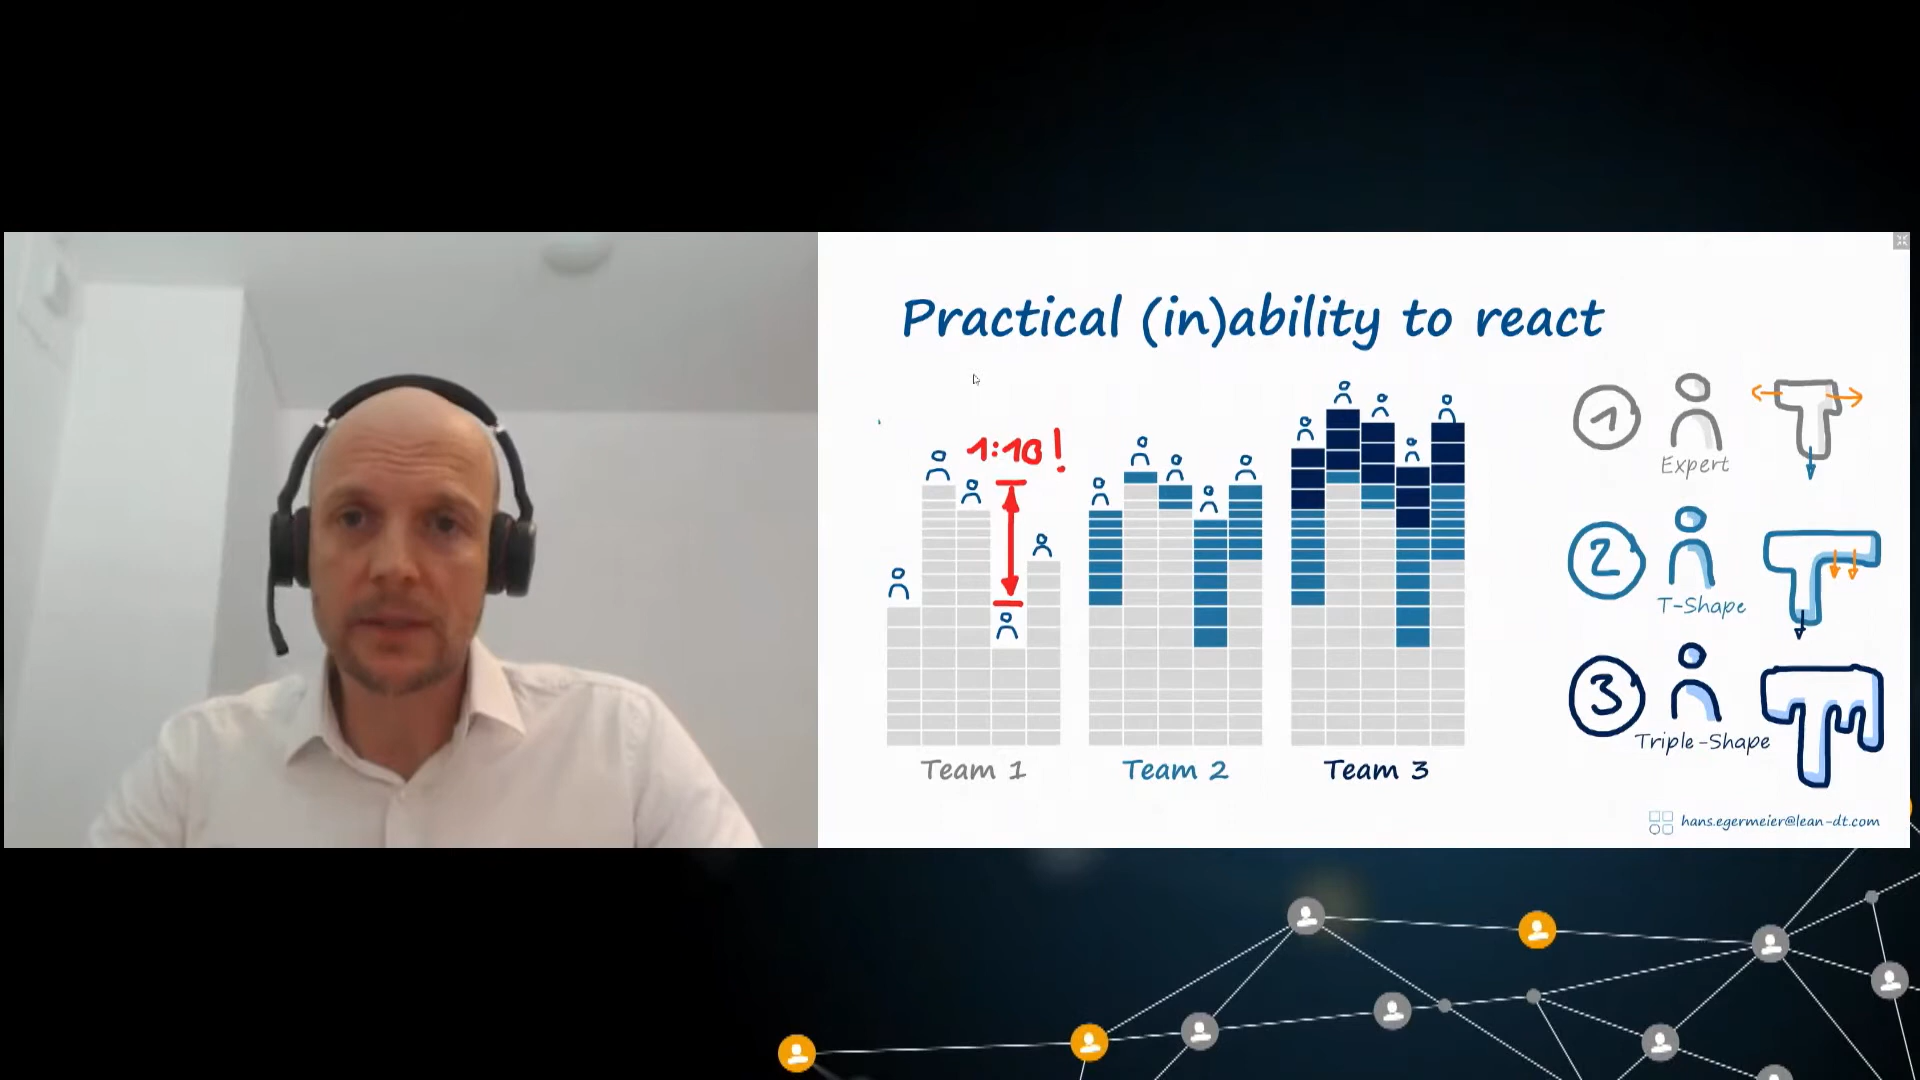 Practical (in)ability to react
1:10!
Team 1
Team 2
Team 3
1
Expert
2
T-Shape
3
Triple-Shape
hans.egermeier@lean-dt.com